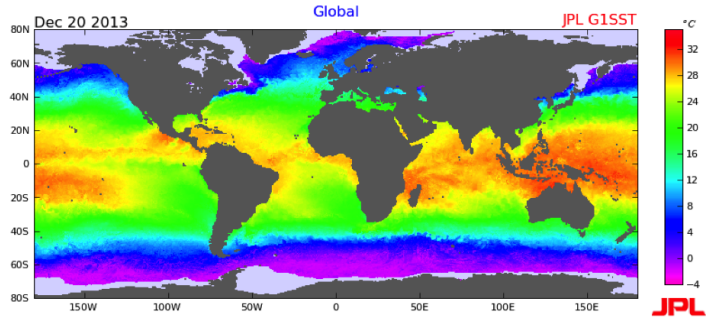 Global
Dec 20 2013
JPL G1SST
°C
80N
60N
40N
20N
0
20S
40S
60S
80S
150W
100W
50W
0
50E
100E
150E
32
28
24
20
16
12
8
4
0
−4
JPL